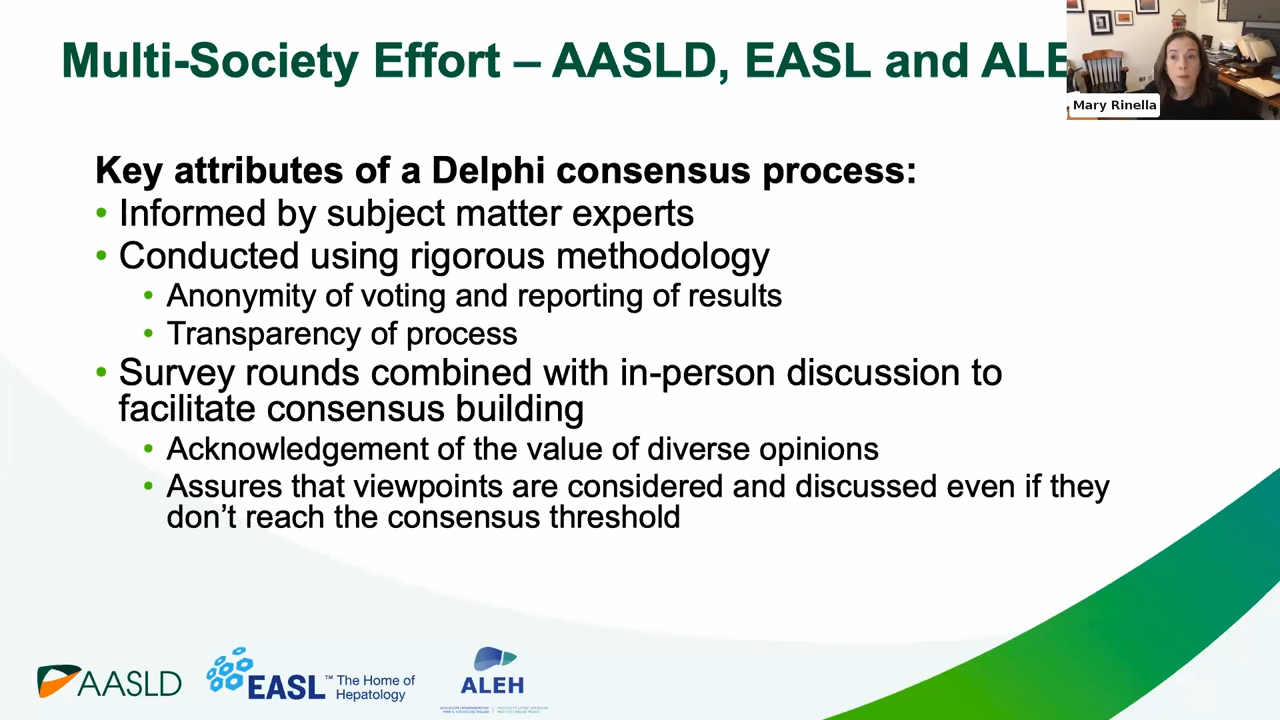 Multi-Society Effort – AASLD, EASL and ALE
Mary Rinella
Key attributes of a Delphi consensus process:
• Informed by subject matter experts
• Conducted using rigorous methodology
• Anonymity of voting and reporting of results
• Transparency of process
• Survey rounds combined with in-person discussion to
facilitate consensus building
• Acknowledgement of the value of diverse opinions
• Assures that viewpoints are considered and discussed even if they
don’t reach the consensus threshold
AASLD
EASL™ The Home of
Hepatology
ALEH